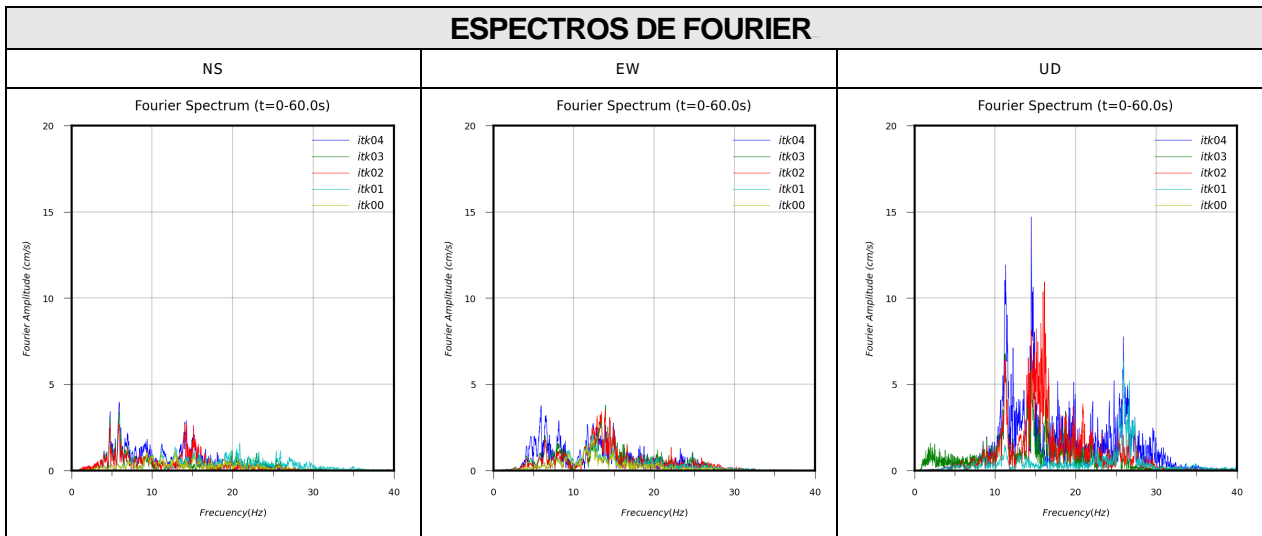 ESPECTROS DE FOURIER
NS
EW
UD
Fourier Spectrum (t=0-60.0s)
20
15
10
5
0
0 10 20 30 40
Fourier Amplitude (cm/s)
Frecuency(Hz)
itk04
itk03
itk02
itk01
itk00
Fourier Spectrum (t=0-60.0s)
20
15
10
5
0
0 10 20 30 40
Fourier Amplitude (cm/s)
Frecuency(Hz)
itk04
itk03
itk02
itk01
itk00
Fourier Spectrum (t=0-60.0s)
20
15
10
5
0
0 10 20 30 40
Fourier Amplitude (cm/s)
Frecuency(Hz)
itk04
itk03
itk02
itk01
itk00